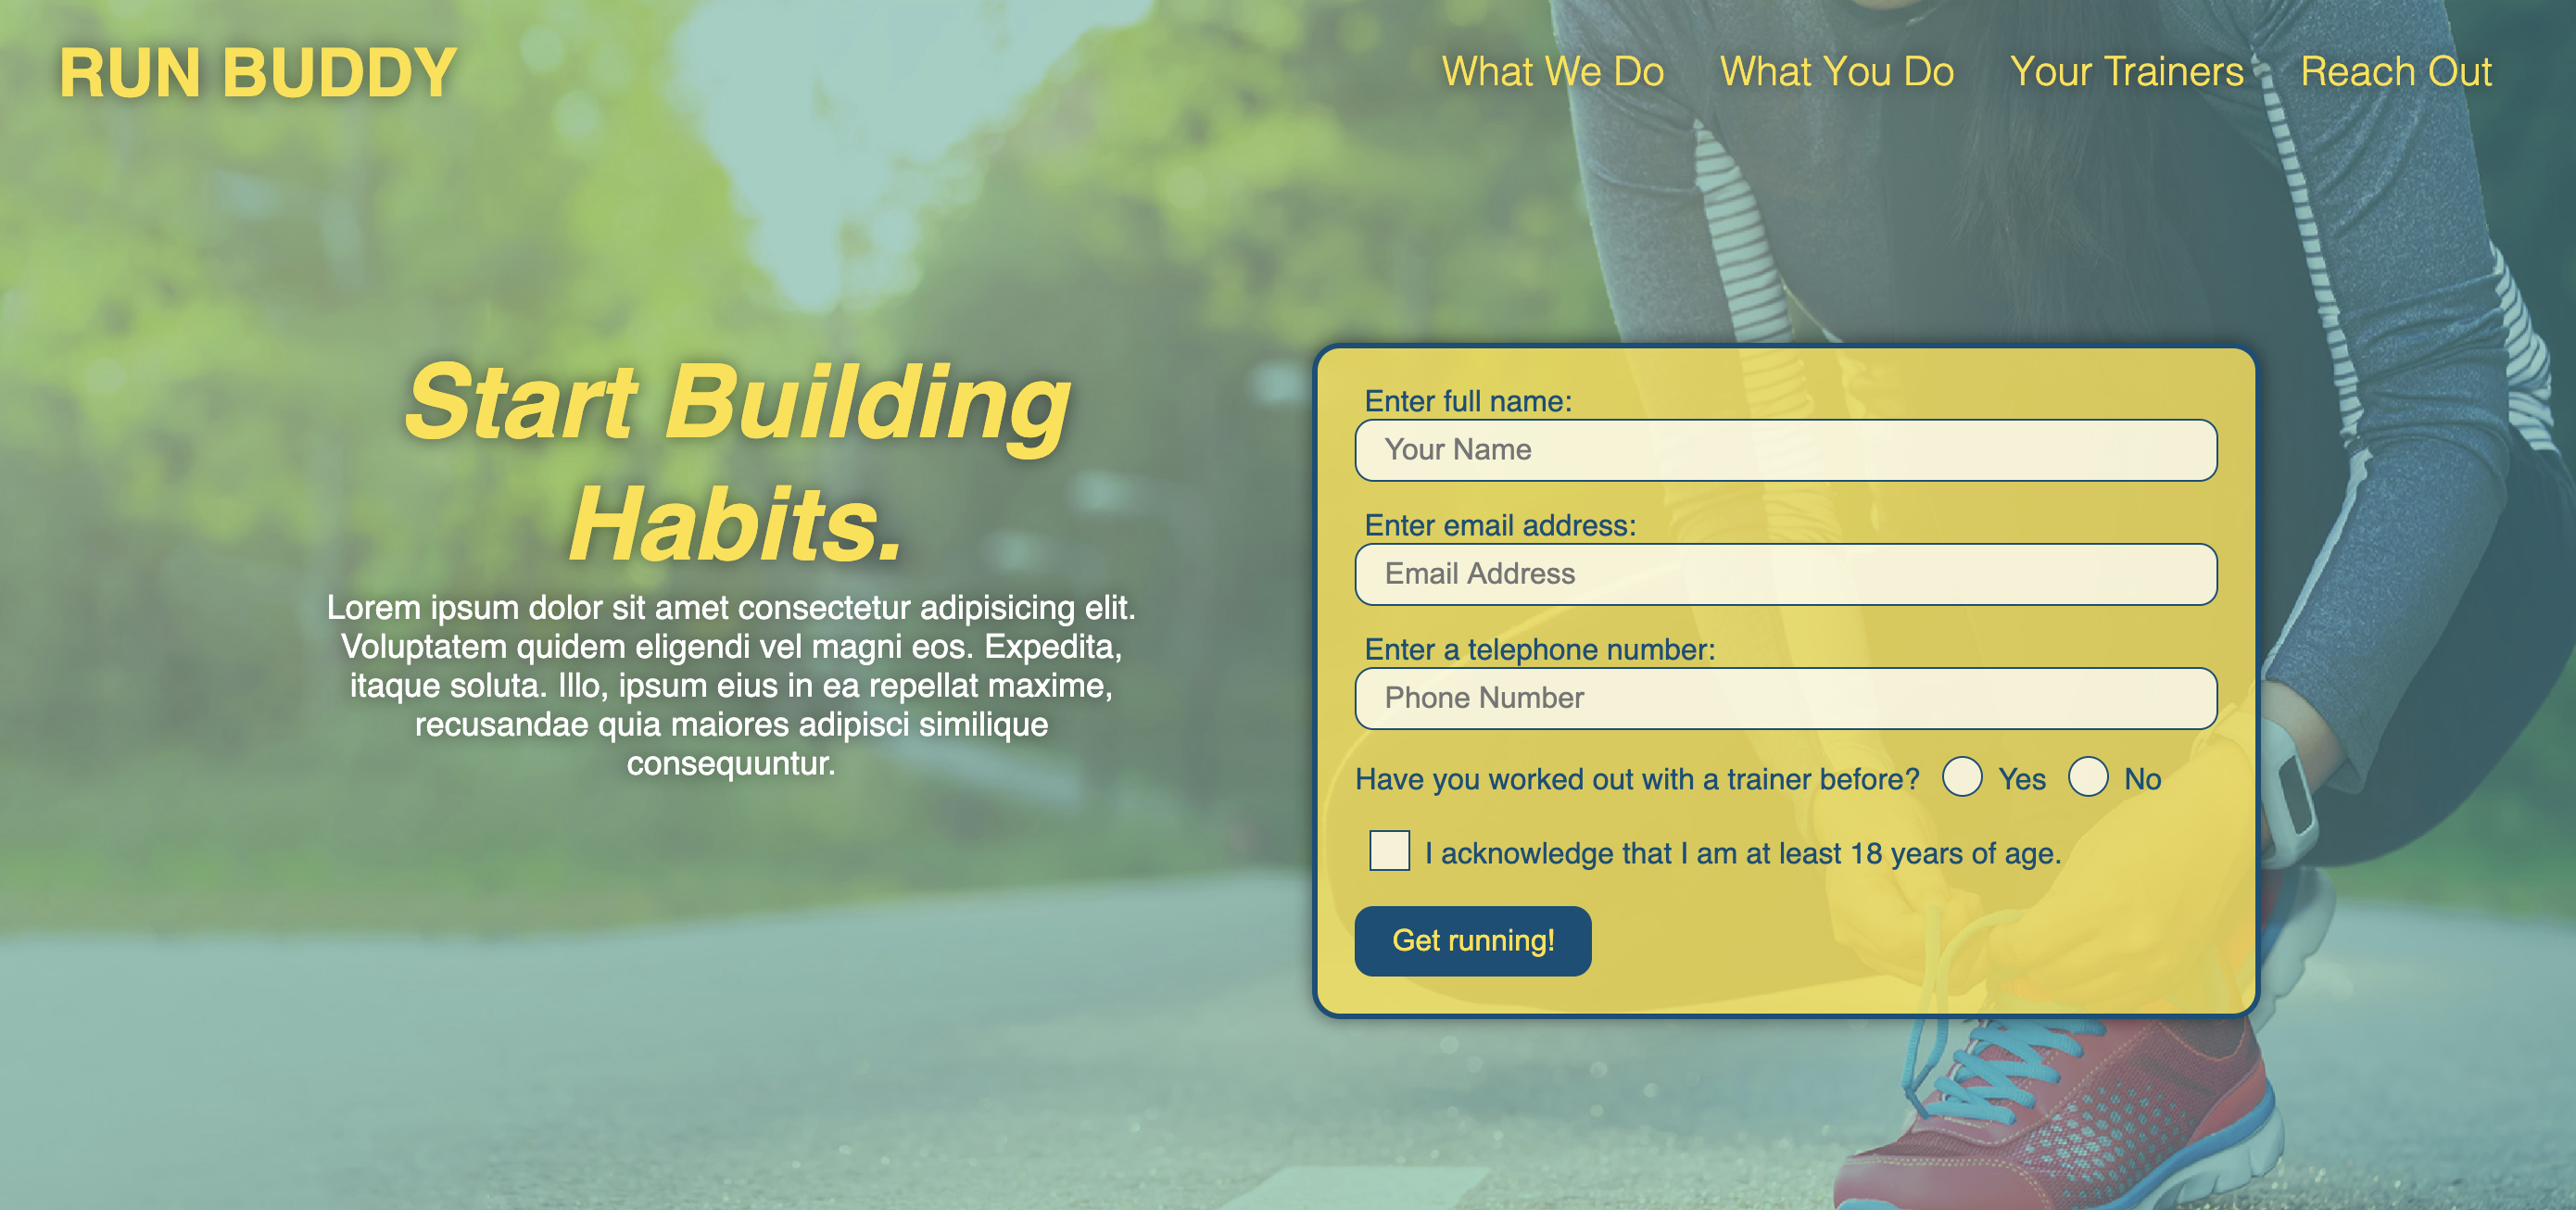 RUN BUDDY
What We Do What You Do Your Trainers Reach Out
Start Building
Habits.
Lorem ipsum dolor sit amet consectetur adipisicing elit.
Voluptatem quidem eligendi vel magni eos. Expedita,
itaque soluta. Illo, ipsum eius in ea repellat maxime,
recusandae quia maiores adipisci similique
consequuntur.
Enter full name:
Your Name
Enter email address:
Email Address
Enter a telephone number:
Phone Number
Have you worked out with a trainer before? Yes No
I acknowledge that I am at least 18 years of age.
Get running!